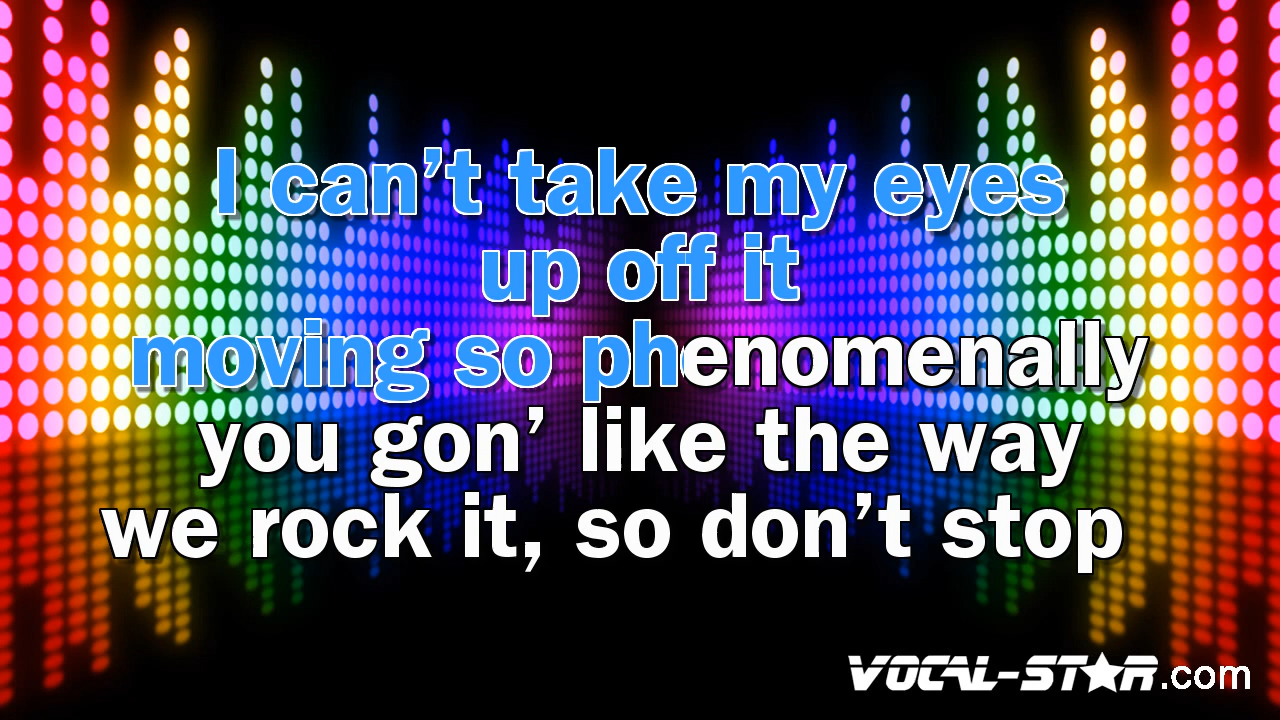 I can’t take my eyes
up off it
moving so phenomenally
you gon’ like the way
we rock it, so don’t stop
VOCAL-STAR.com